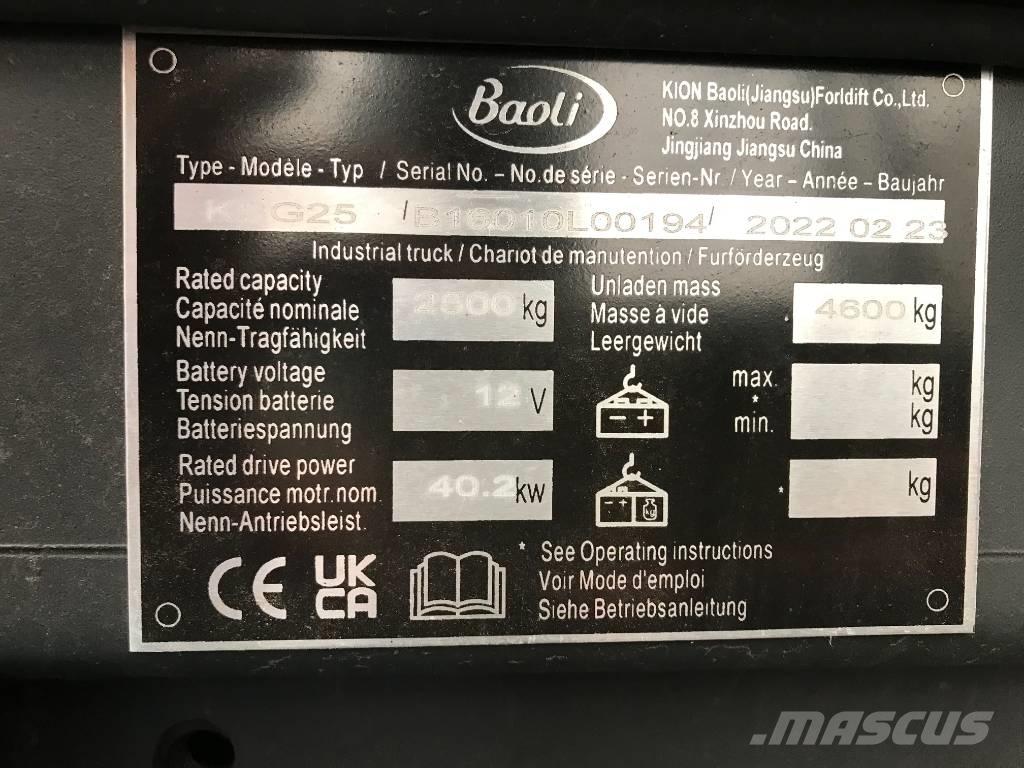 Baoli
KION Baoli(Jiangsu)Forldift Co.,Ltd.
NO.8 Xinzhou Road.
Jingjiang Jiangsu China
Type - Modèle - Typ / Serial No. – No.de série - Serien-Nr / Year – Année – Baujahr
K G25 / B16010L00194 / 2022 02 23
Industrial truck / Chariot de manutention / Furförderzeug
Rated capacity
Capacité nominale
Nenn-Tragfähigkeit
kg
Unladen mass
Masse à vide
Leergewicht
4600 kg
Battery voltage
Tension batterie
Batteriespannung
12 V
- +
max.
*
min.
kg
kg
Rated drive power
Puissance motr.nom.
Nenn-Antriebsleist.
40.2 kw
- + kg
* kg
CE
UK
CA
* See Operating instructions
Voir Mode d'emploi
Siehe Betriebsanleitung
MASCUS